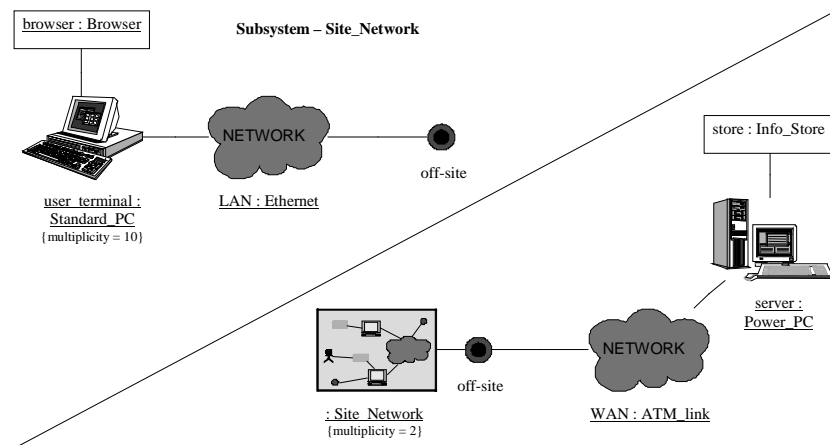 browser : Browser
Subsystem – Site_Network
NETWORK
off-site
user_terminal :
Standard_PC
{multiplicity = 10}
LAN : Ethernet
store : Info_Store
server :
Power_PC
NETWORK
off-site
: Site_Network
{multiplicity = 2}
WAN : ATM_link